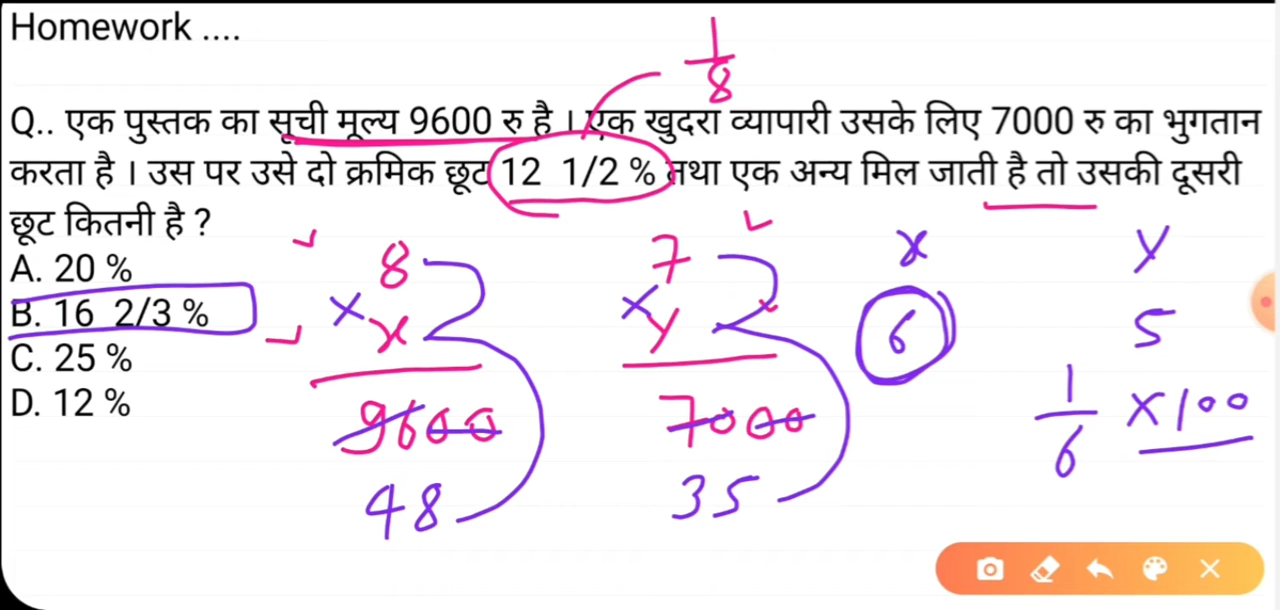 Homework ....
1/8
Q.. एक पुस्तक का सूची मूल्य 9600 रु है । एक खुदरा व्यापारी उसके लिए 7000 रु का भुगतान
करता है । उस पर उसे दो क्रमिक छूट 12 1/2 % तथा एक अन्य मिल जाती है तो उसकी दूसरी
छूट कितनी है ?
A. 20 %
B. 16 2/3 %
C. 25 %
D. 12 %
8 7 x y
× x × y 6 5
9600 7000 1/6 × 100
48 35